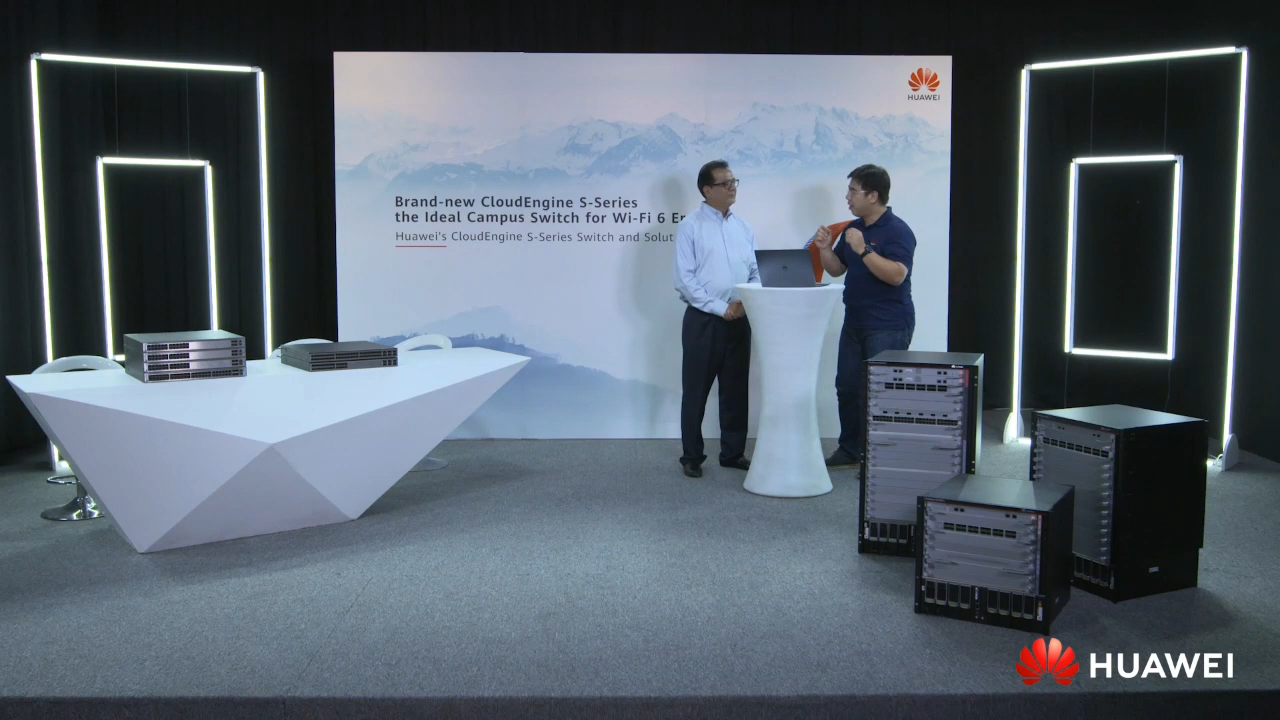 HUAWEI
Brand-new CloudEngine S-Series
the Ideal Campus Switch for Wi-Fi 6 Er
Huawei's CloudEngine S-Series Switch and Solut
HUAWEI